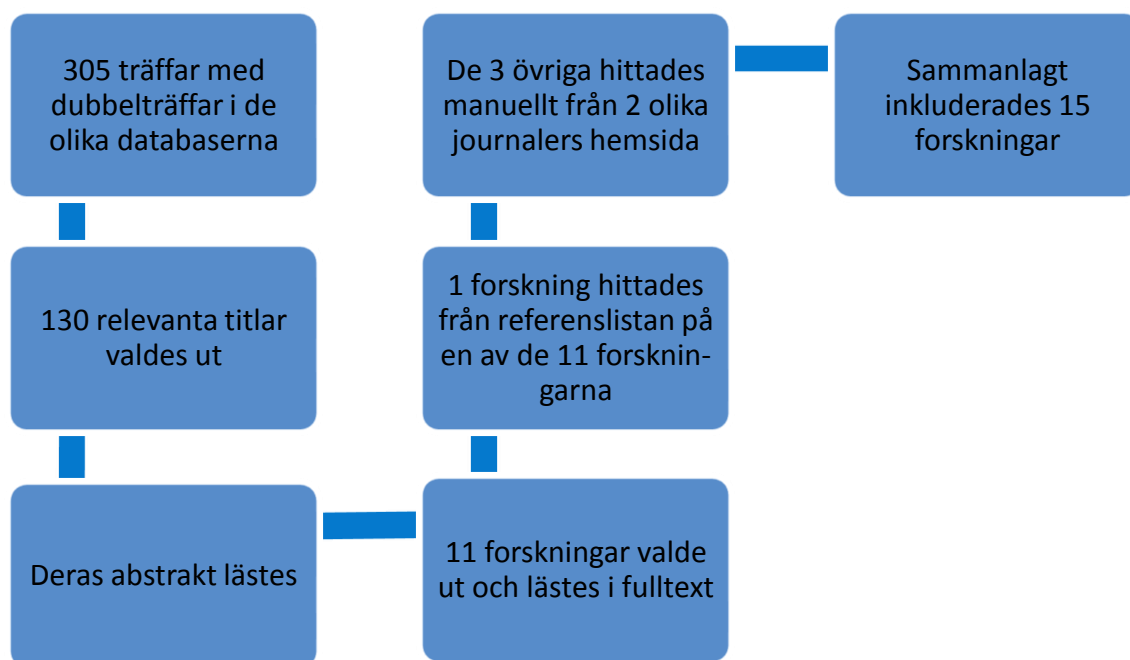 305 träffar med
dubbelträffar i de
olika databaserna
130 relevanta titlar
valdes ut
Deras abstrakt lästes
11 forskningar valde
ut och lästes i fulltext
1 forskning hittades
från referenslistan på
en av de 11 forsknin-
garna
De 3 övriga hittades
manuellt från 2 olika
journalers hemsida
Sammanlagt
inkluderades 15
forskningar